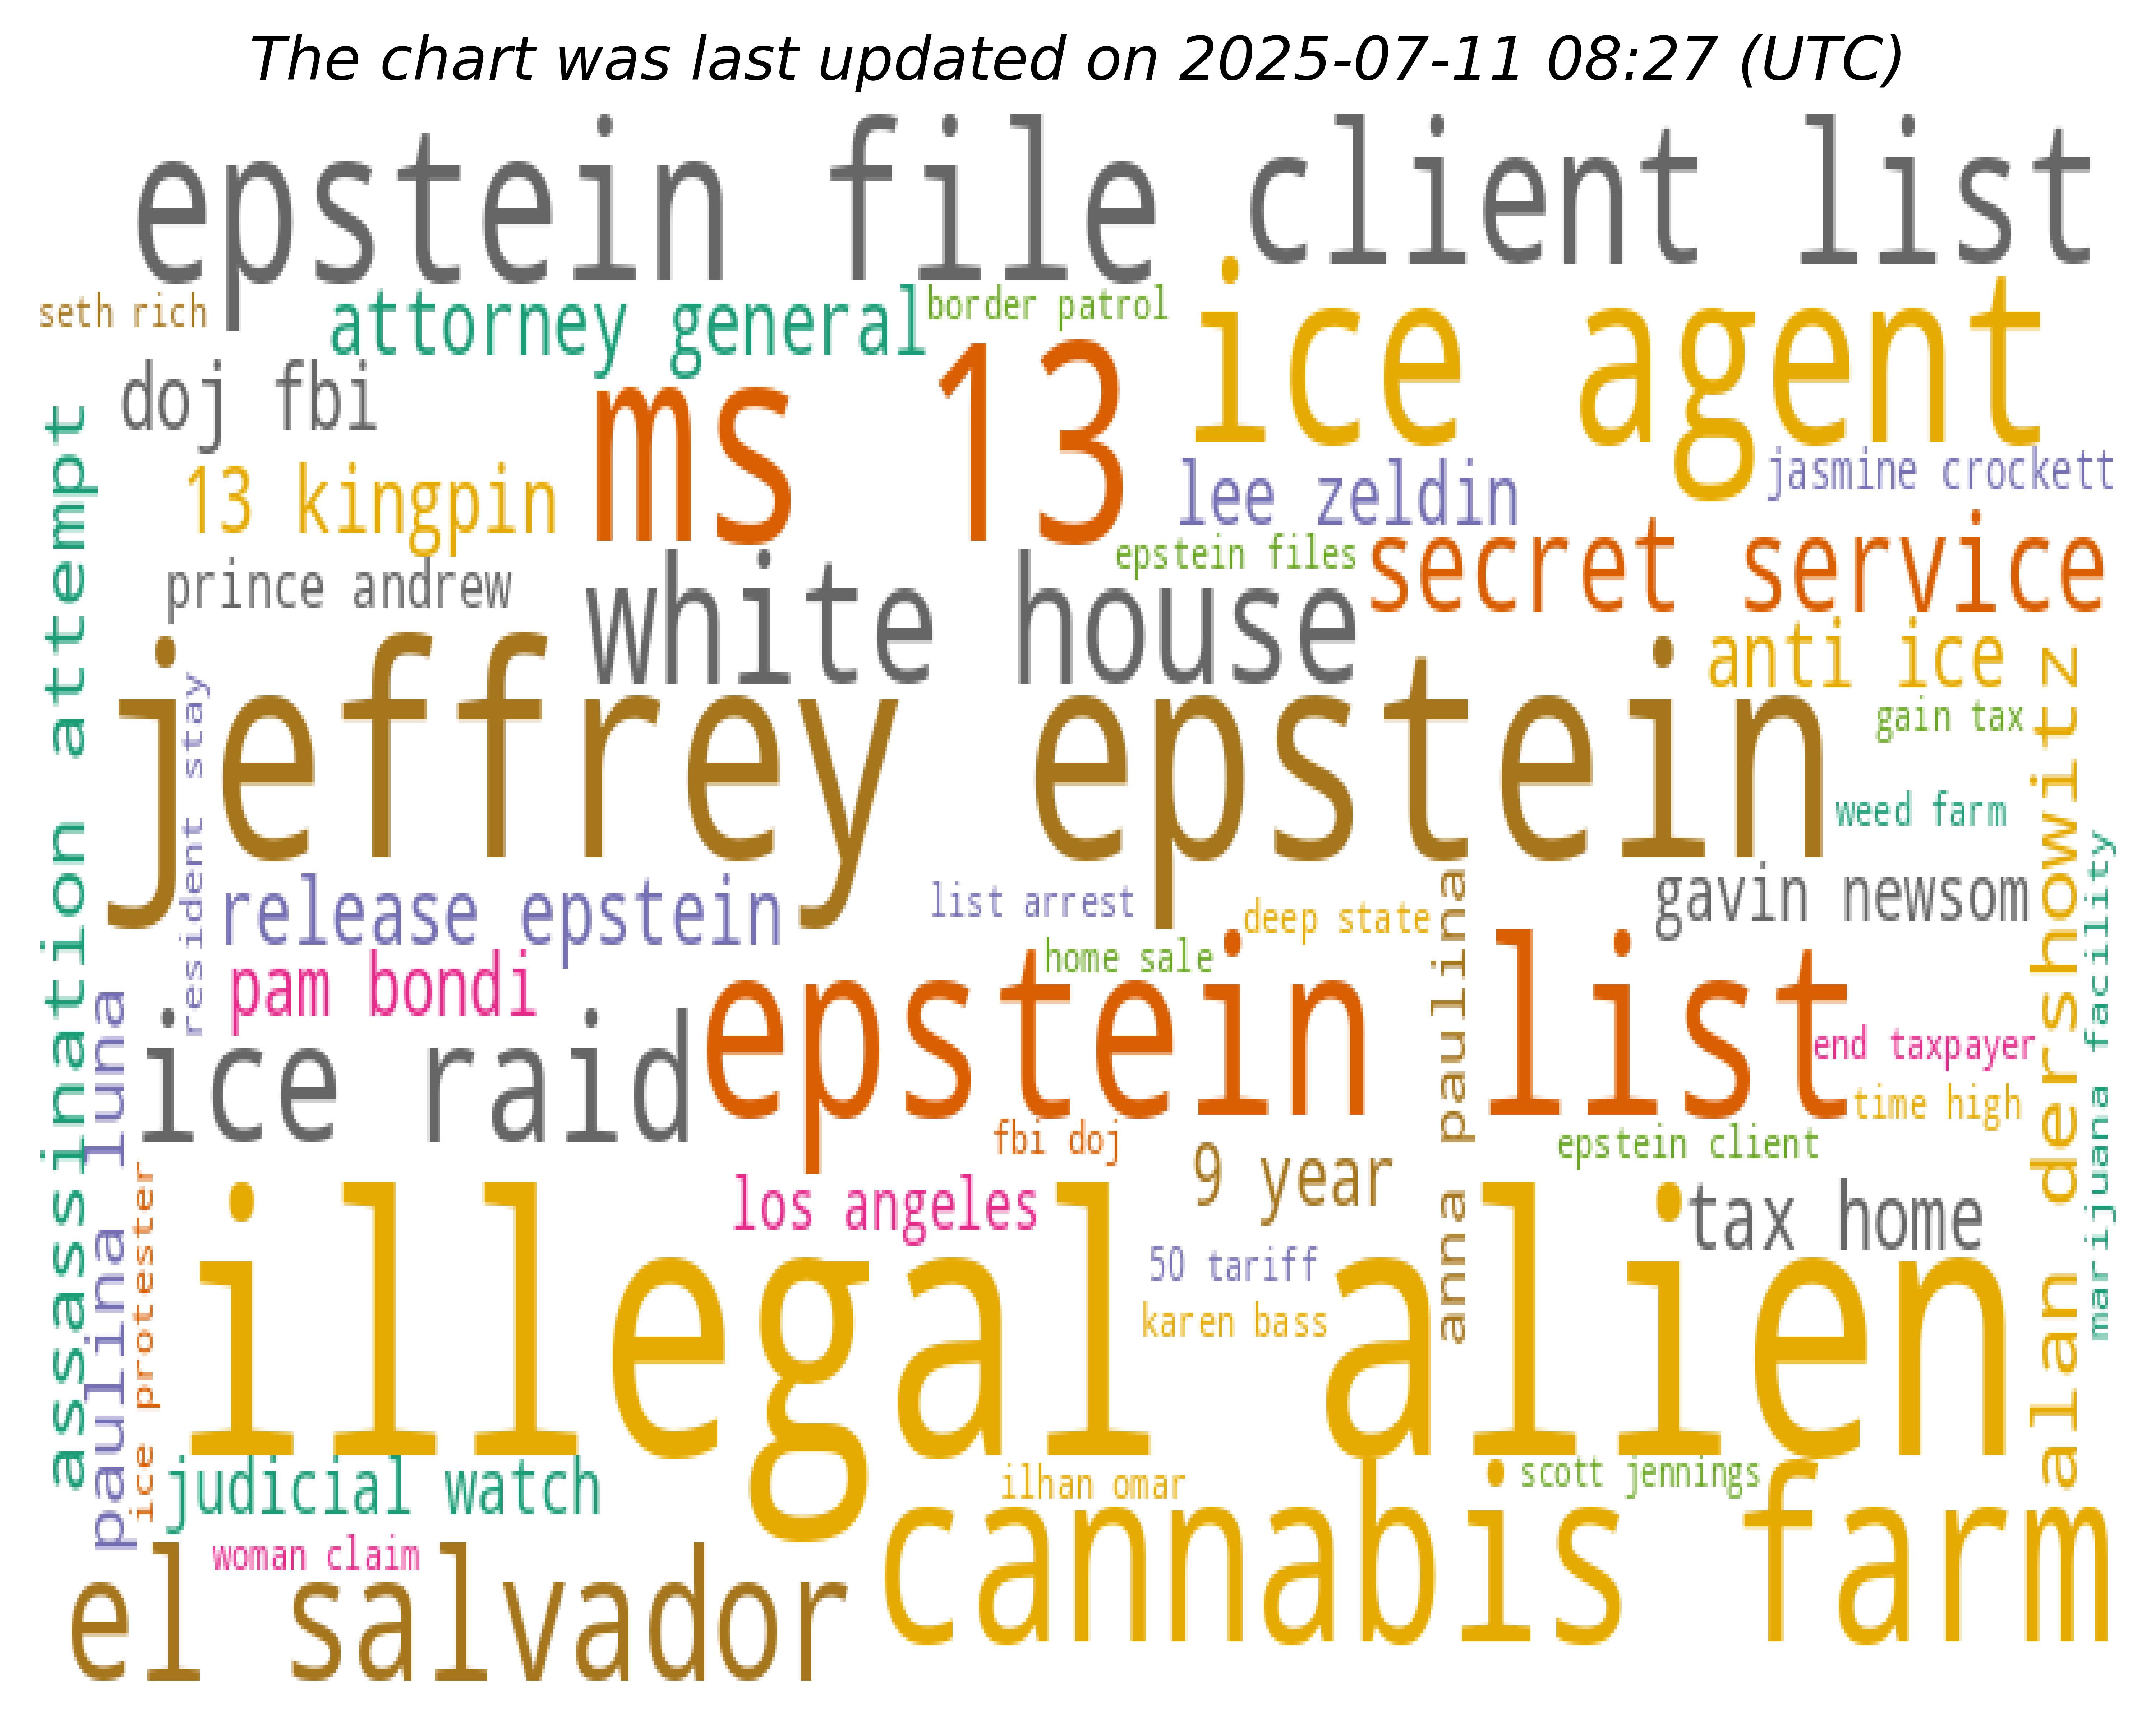 The chart was last updated on 2025-07-11 08:27 (UTC)
epstein file
client list
seth rich
attorney general
border patrol
ice agent
doj fbi
ms 13
13 kingpin
lee zeldin
jasmine crockett
assassination attempt
prince andrew
white house
epstein files
secret service
anti ice
jeffrey epstein
resident stay
gain tax
weed farm
alan dershowitz
marijuana facility
release epstein
list arrest
deep state
gavin newsom
anna paulina
pam bondi
home sale
epstein list
paulina luna
ice raid
end taxpayer
time high
fbi doj
9 year
epstein client
ice protester
los angeles
tax home
illegal alien
50 tariff
karen bass
judicial watch
ilhan omar
scott jennings
cannabis farm
woman claim
el salvador